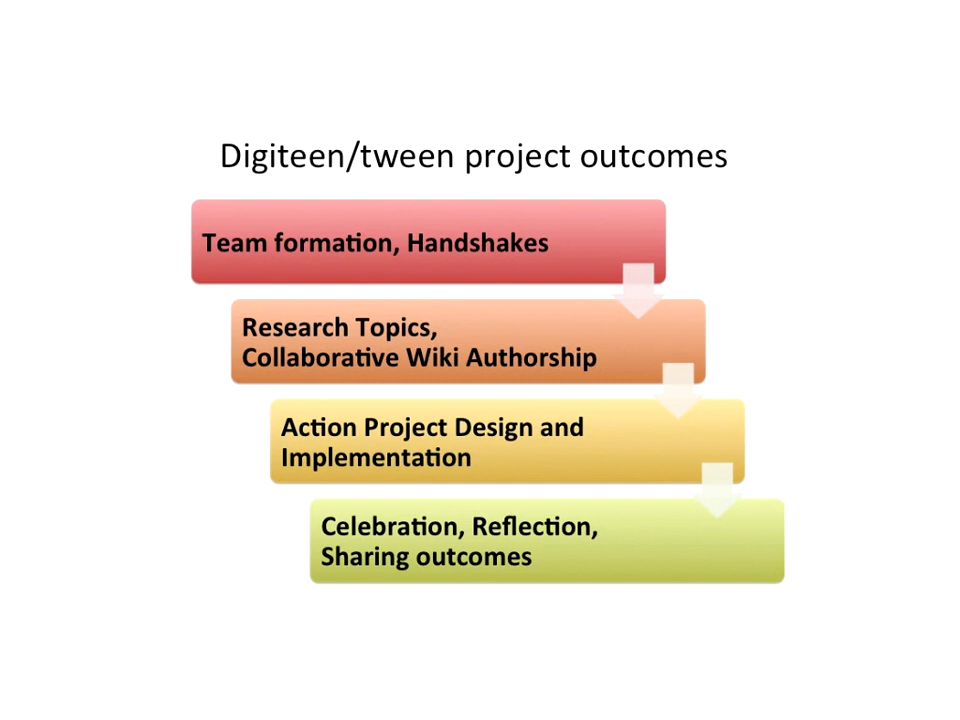 Digiteen/tween project outcomes
Team formation, Handshakes
Research Topics,
Collaborative Wiki Authorship
Action Project Design and
Implementation
Celebration, Reflection,
Sharing outcomes